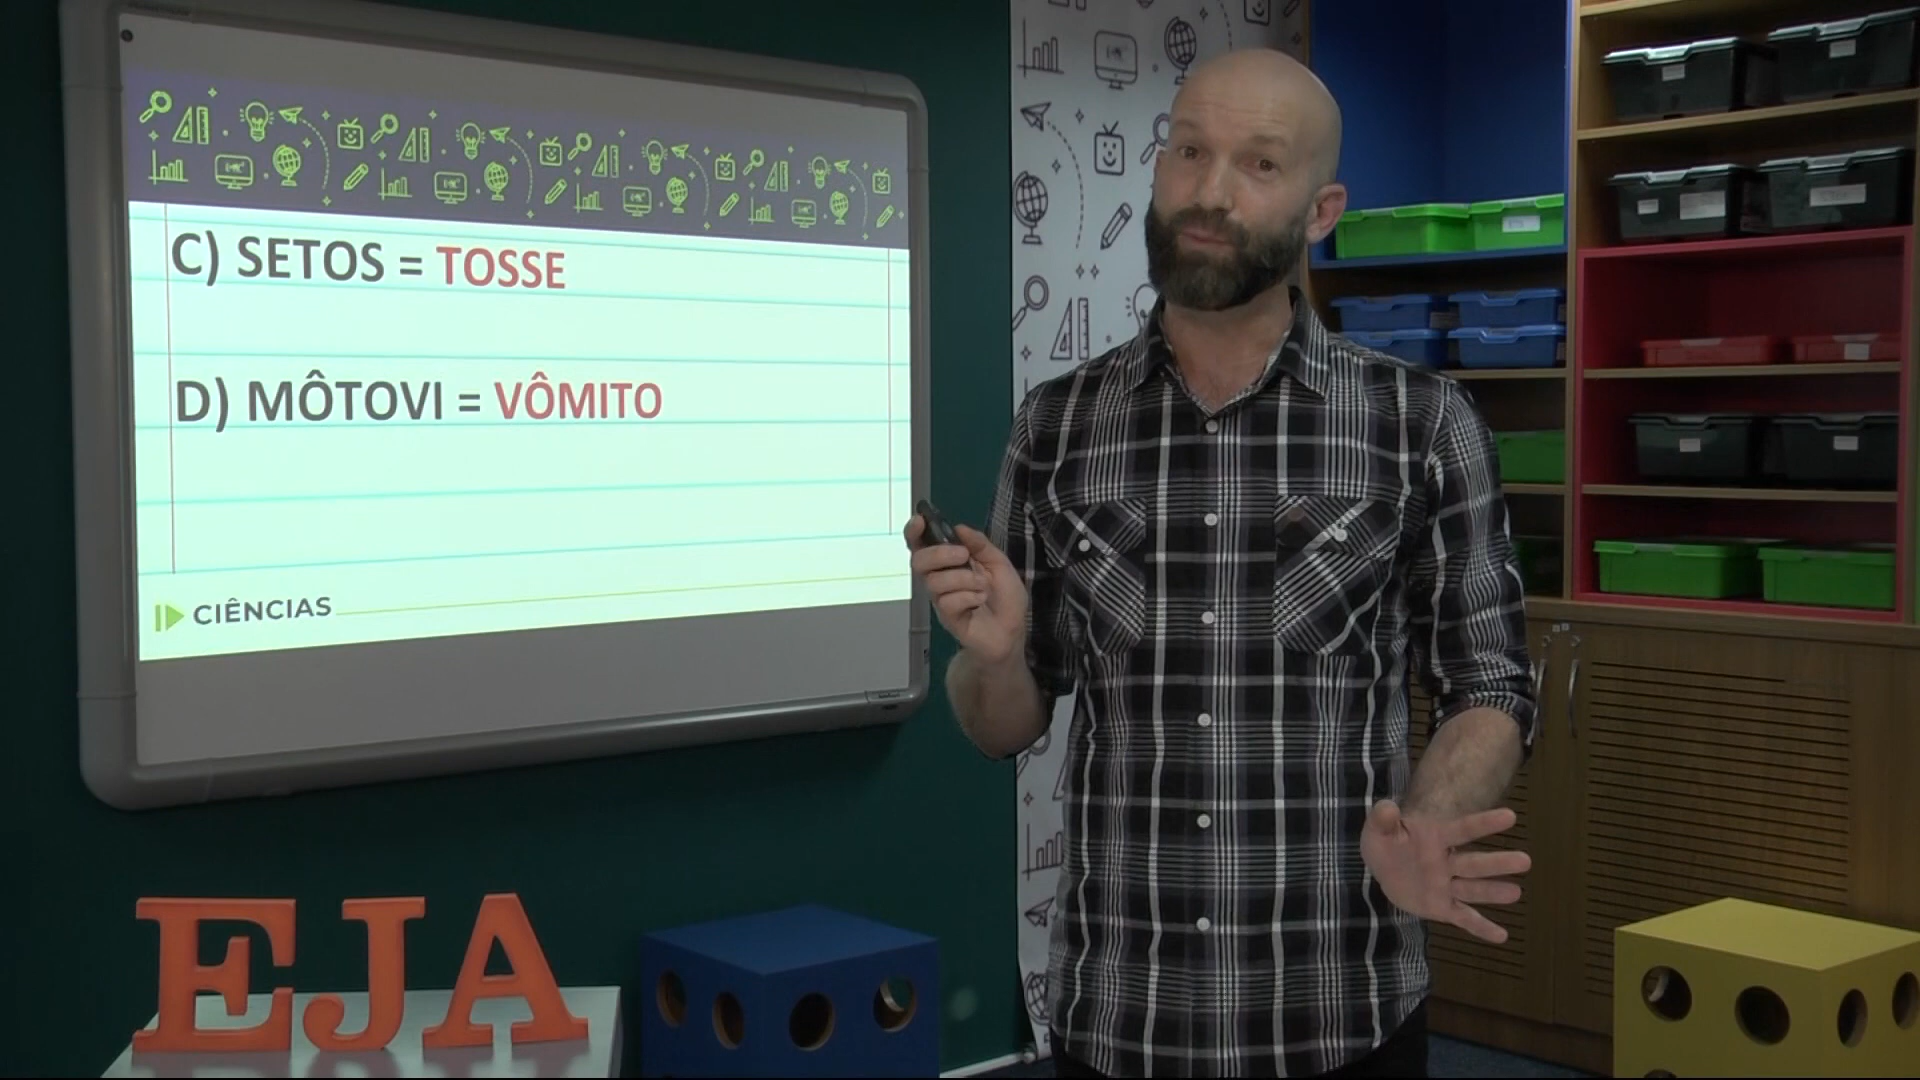 C) SETOS = TOSSE
D) MÔTOVI = VÔMITO
CIÊNCIAS
EJA